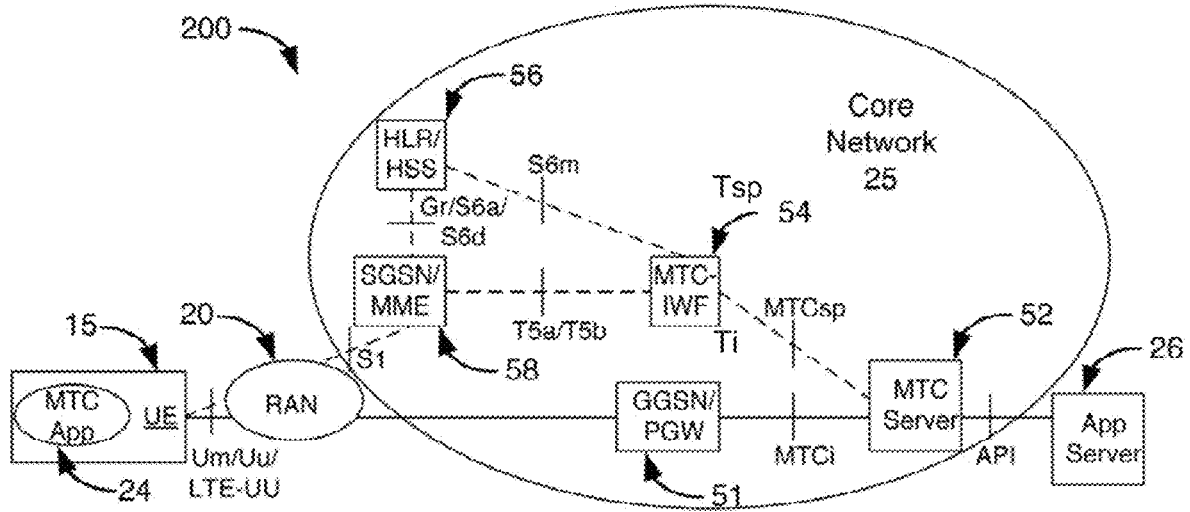 200
56
HLR/
HSS
Core
Network
25
S6m
Tsp
54
Gr/S6a/
S6d
SGSN/
MME
MTC-
IWF
T5a/T5b
MTCsp
Ti
15
20
S1
58
52
26
MTC
App
UE
RAN
GGSN/
PGW
MTC
Server
App
Server
Um/Uu/
LTE-UU
24
51
MTCi
API